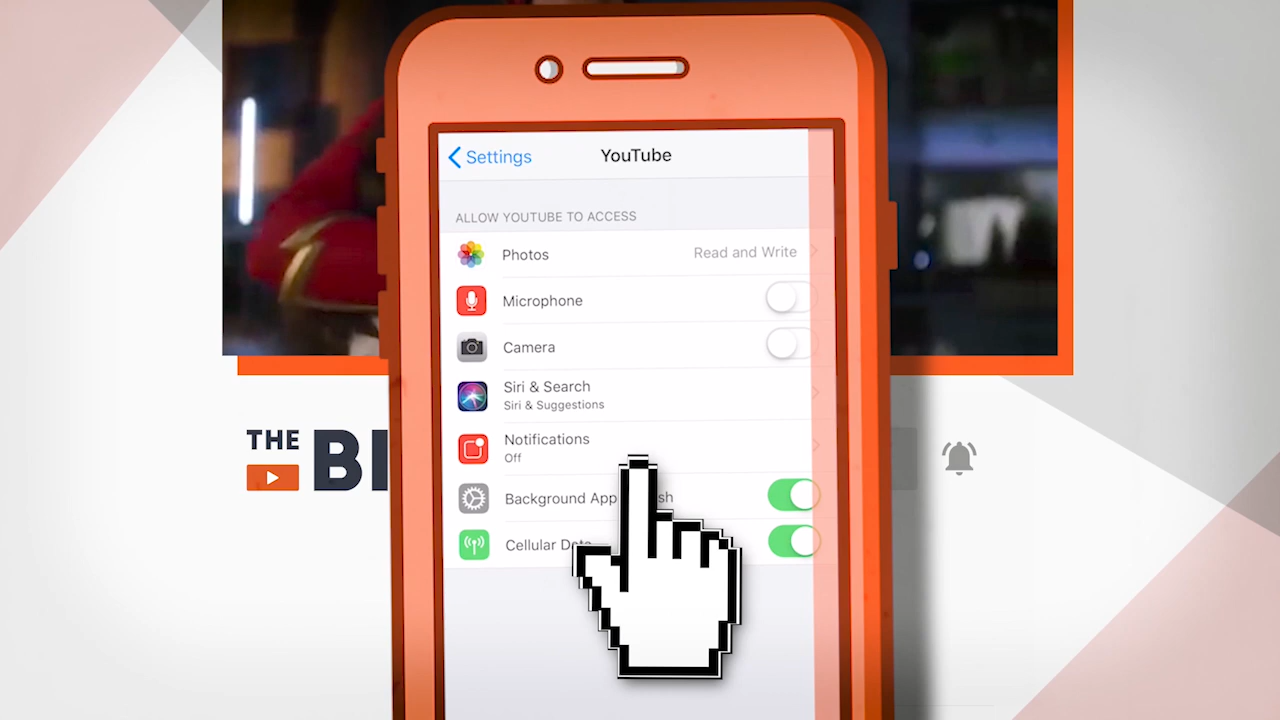 Settings
YouTube
ALLOW YOUTUBE TO ACCESS
Photos
Read and Write
Microphone
Camera
Siri & Search
Siri & Suggestions
Notifications
Off
Background App
Cellular
THE